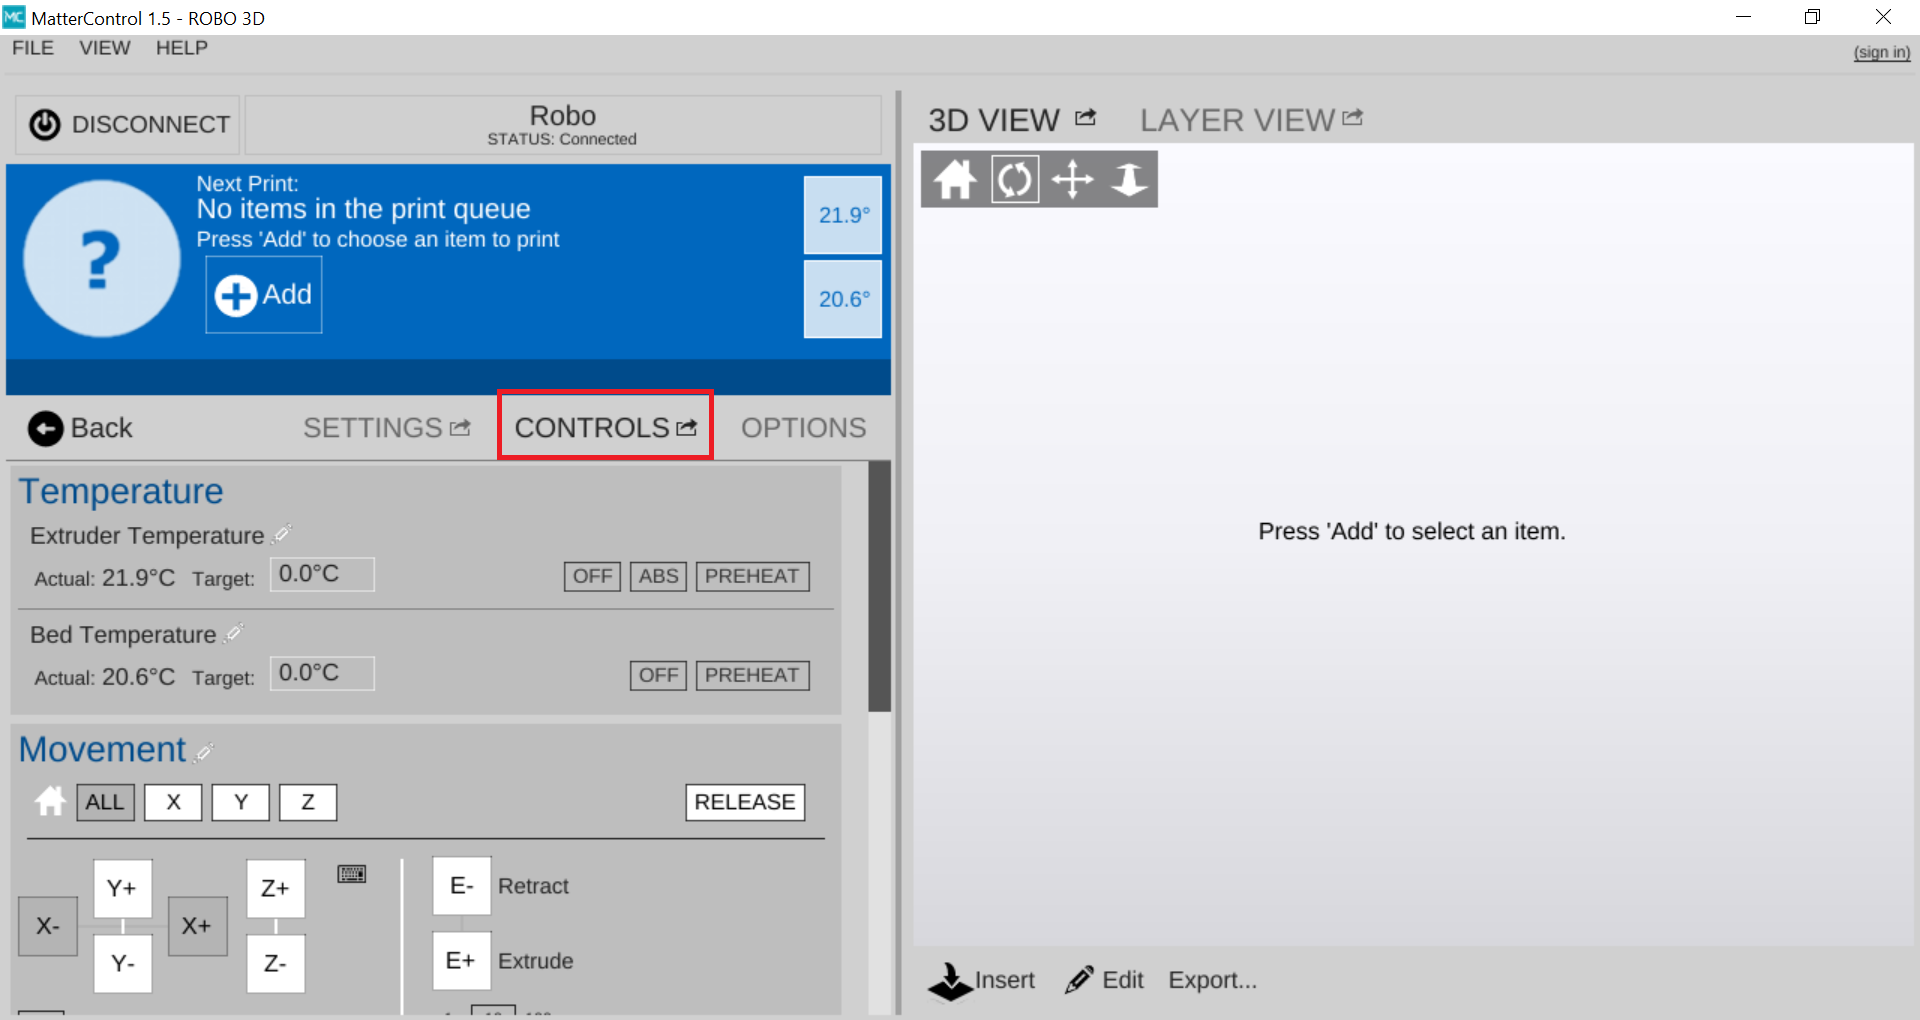 MC MatterControl 1.5 - ROBO 3D
FILE VIEW HELP
(sign in)
DISCONNECT
Robo
STATUS: Connected
Next Print:
No items in the print queue
Press 'Add' to choose an item to print
?
Add
21.9°
20.6°
Back SETTINGS CONTROLS OPTIONS
Temperature
Extruder Temperature
Actual: 21.9°C Target: 0.0°C OFF ABS PREHEAT
Bed Temperature
Actual: 20.6°C Target: 0.0°C OFF PREHEAT
Movement
ALL X Y Z RELEASE
Y+ Z+ E- Retract
X- X+
Y- Z- E+ Extrude
3D VIEW LAYER VIEW
Press 'Add' to select an item.
Insert Edit Export...